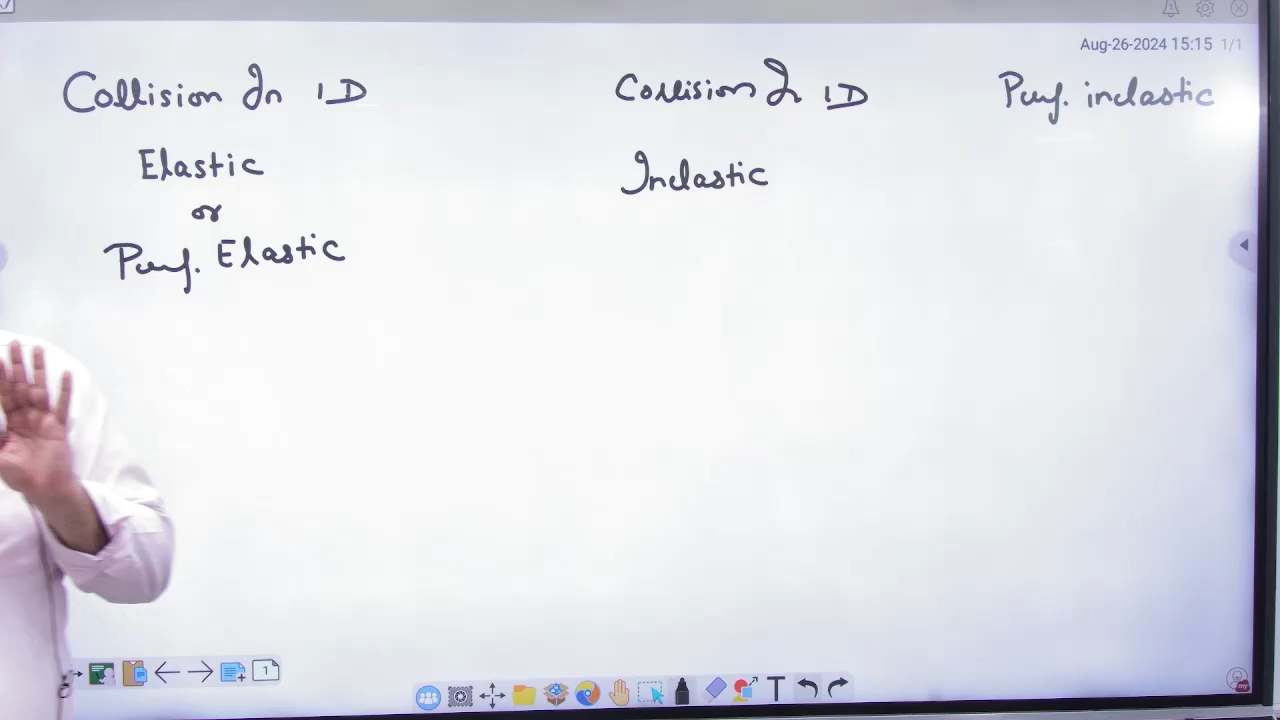 Aug-26-2024 15:15 1/1
Collision In 1D
Elastic
or
Perf. Elastic
Collision In 1D
Inelastic
Perf. inelastic
1
T